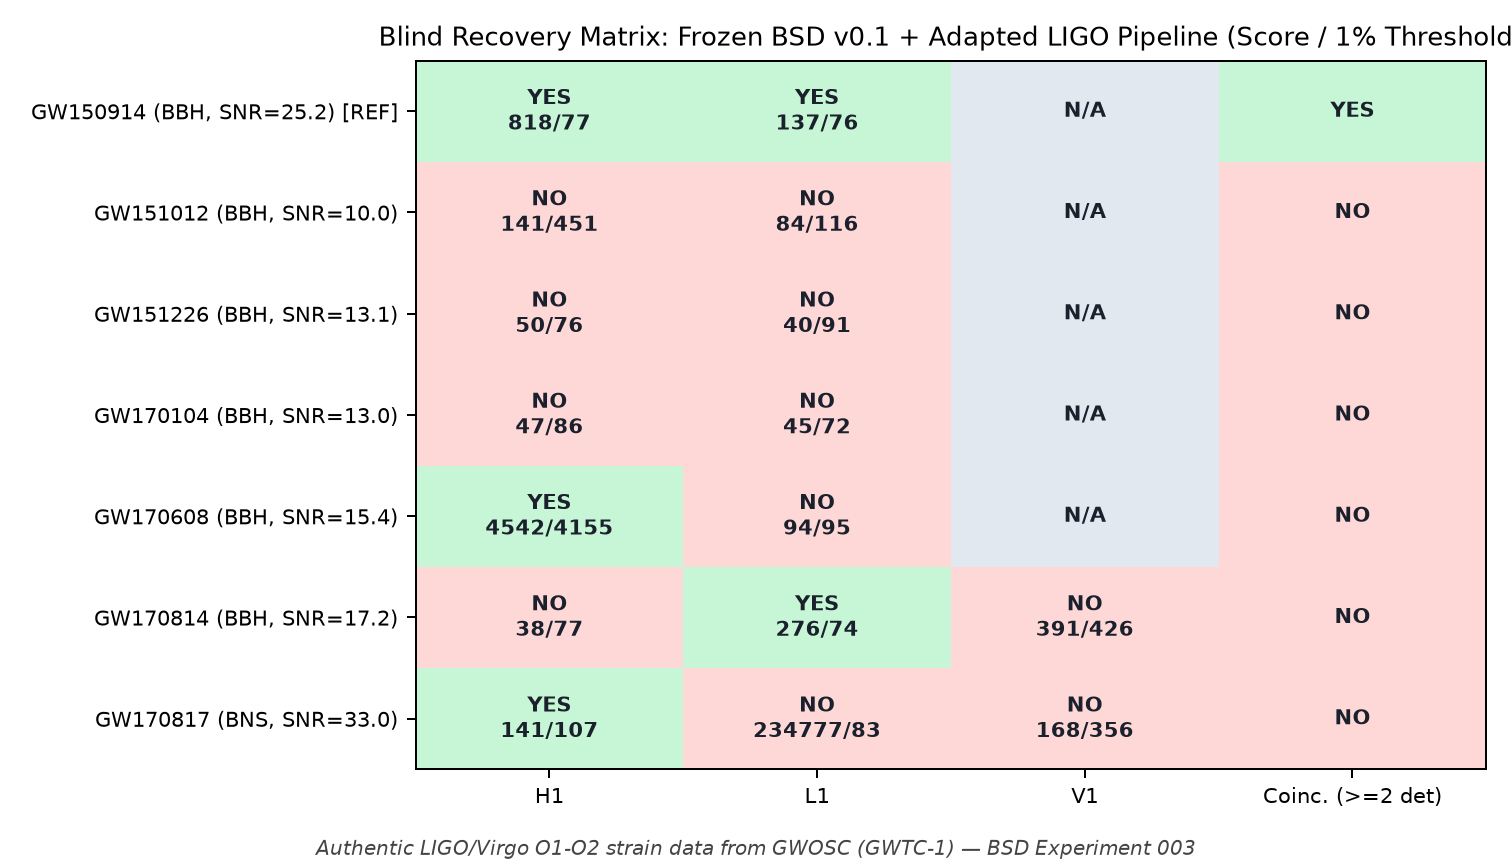 Blind Recovery Matrix: Frozen BSD v0.1 + Adapted LIGO Pipeline (Score / 1% Threshold
GW150914 (BBH, SNR=25.2) [REF]
YES
818/77
YES
137/76
N/A
YES
GW151012 (BBH, SNR=10.0)
NO
141/451
NO
84/116
N/A
NO
GW151226 (BBH, SNR=13.1)
NO
50/76
NO
40/91
N/A
NO
GW170104 (BBH, SNR=13.0)
NO
47/86
NO
45/72
N/A
NO
GW170608 (BBH, SNR=15.4)
YES
4542/4155
NO
94/95
N/A
NO
GW170814 (BBH, SNR=17.2)
NO
38/77
YES
276/74
NO
391/426
NO
GW170817 (BNS, SNR=33.0)
YES
141/107
NO
234777/83
NO
168/356
NO
H1
L1
V1
Coinc. (>=2 det)
Authentic LIGO/Virgo O1-O2 strain data from GWOSC (GWTC-1) — BSD Experiment 003